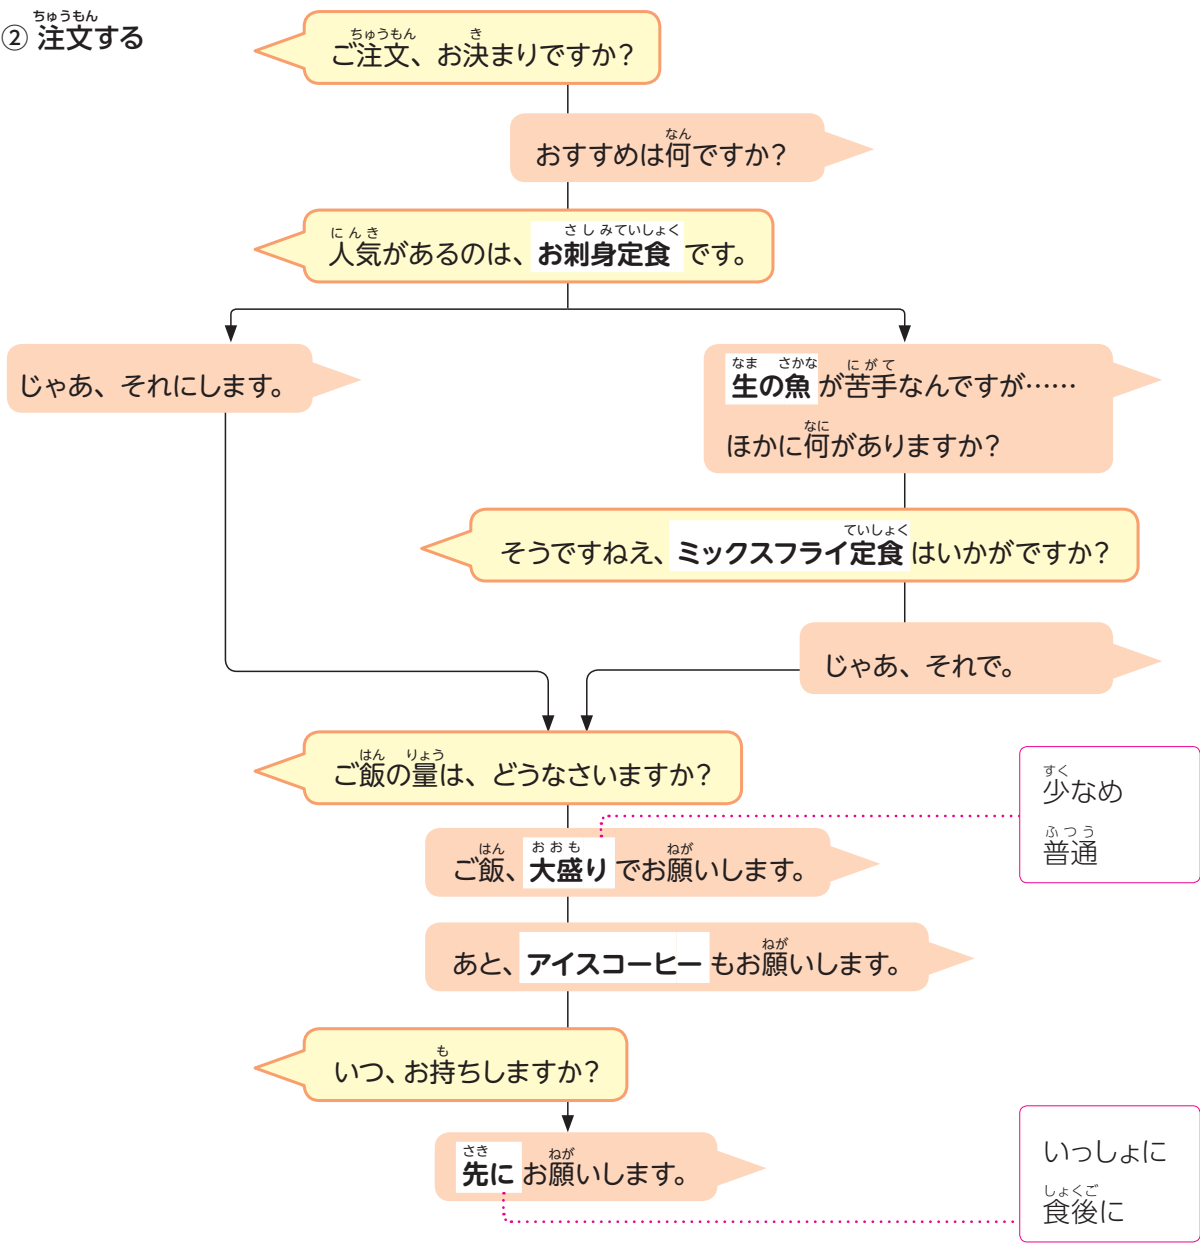 ② 注文する
ちゅうもん
ご注文、お決まりですか？
ちゅうもん き
おすすめは何ですか？
なん
人気があるのは、お刺身定食です。
にんき さしみていしょく
じゃあ、それにします。
生の魚が苦手なんですが……
なま さかな にがて
ほかに何がありますか？
なに
そうですねえ、ミックスフライ定食はいかがですか？
ていしょく
じゃあ、それで。
ご飯の量は、どうなさいますか？
はん りょう
ご飯、大盛りでお願いします。
はん おおも ねが
少なめ
すく
普通
ふつう
あと、アイスコーヒーもお願いします。
ねが
いつ、お持ちしますか？
も
先にお願いします。
さき ねが
いっしょに
食後に
しょくご